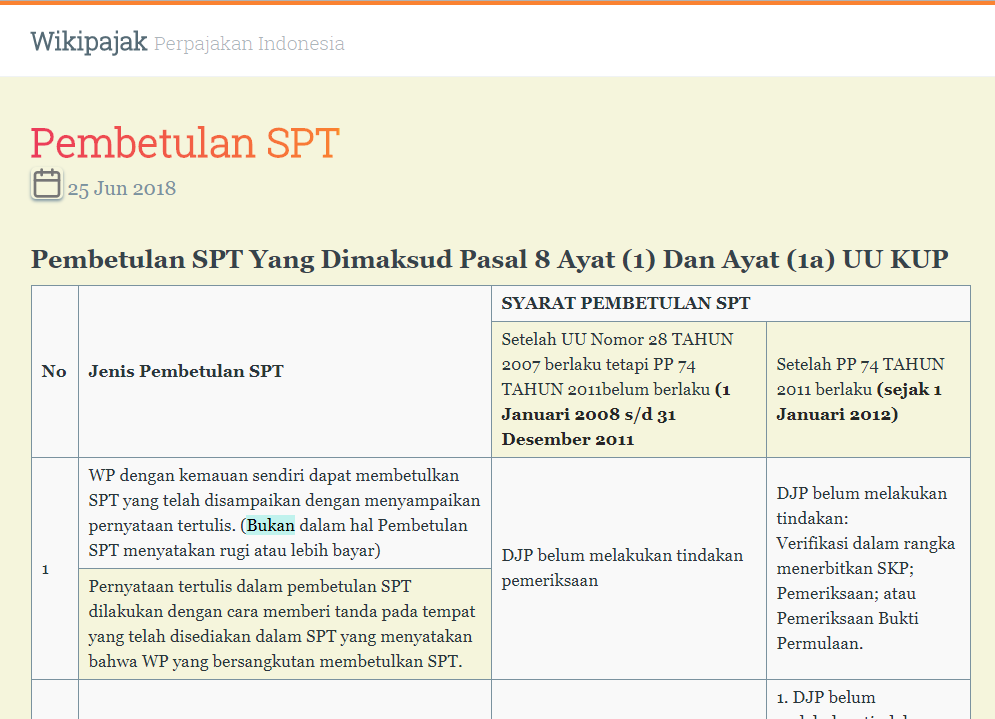 Wikipajak Perpajakan Indonesia
Pembetulan SPT
25 Jun 2018
Pembetulan SPT Yang Dimaksud Pasal 8 Ayat (1) Dan Ayat (1a) UU KUP
No
Jenis Pembetulan SPT
SYARAT PEMBETULAN SPT
Setelah UU Nomor 28 TAHUN
2007 berlaku tetapi PP 74
TAHUN 2011belum berlaku (1
Januari 2008 s/d 31
Desember 2011
Setelah PP 74 TAHUN
2011 berlaku (sejak 1
Januari 2012)
1
WP dengan kemauan sendiri dapat membetulkan
SPT yang telah disampaikan dengan menyampaikan
pernyataan tertulis. (Bukan dalam hal Pembetulan
SPT menyatakan rugi atau lebih bayar)
DJP belum melakukan tindakan
pemeriksaan
DJP belum melakukan
tindakan:
Verifikasi dalam rangka
menerbitkan SKP;
Pemeriksaan; atau
Pemeriksaan Bukti
Permulaan.
Pernyataan tertulis dalam pembetulan SPT
dilakukan dengan cara memberi tanda pada tempat
yang telah disediakan dalam SPT yang menyatakan
bahwa WP yang bersangkutan membetulkan SPT.
1. DJP belum